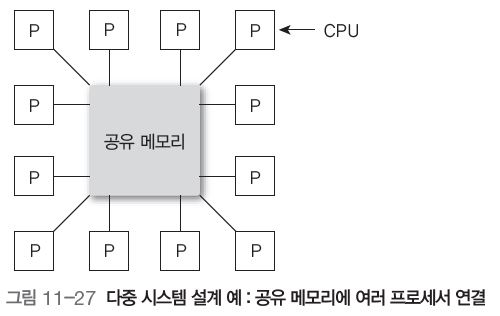 P P P P CPU
P P
공유 메모리
P P
P P P P
그림 11-27 다중 시스템 설계 예 : 공유 메모리에 여러 프로세서 연결